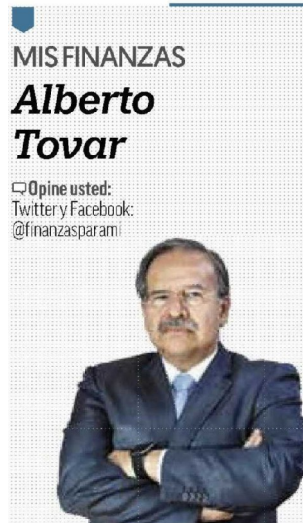 MIS FINANZAS
Alberto
Tovar
Opine usted:
Twitter y Facebook:
@finanzasparami